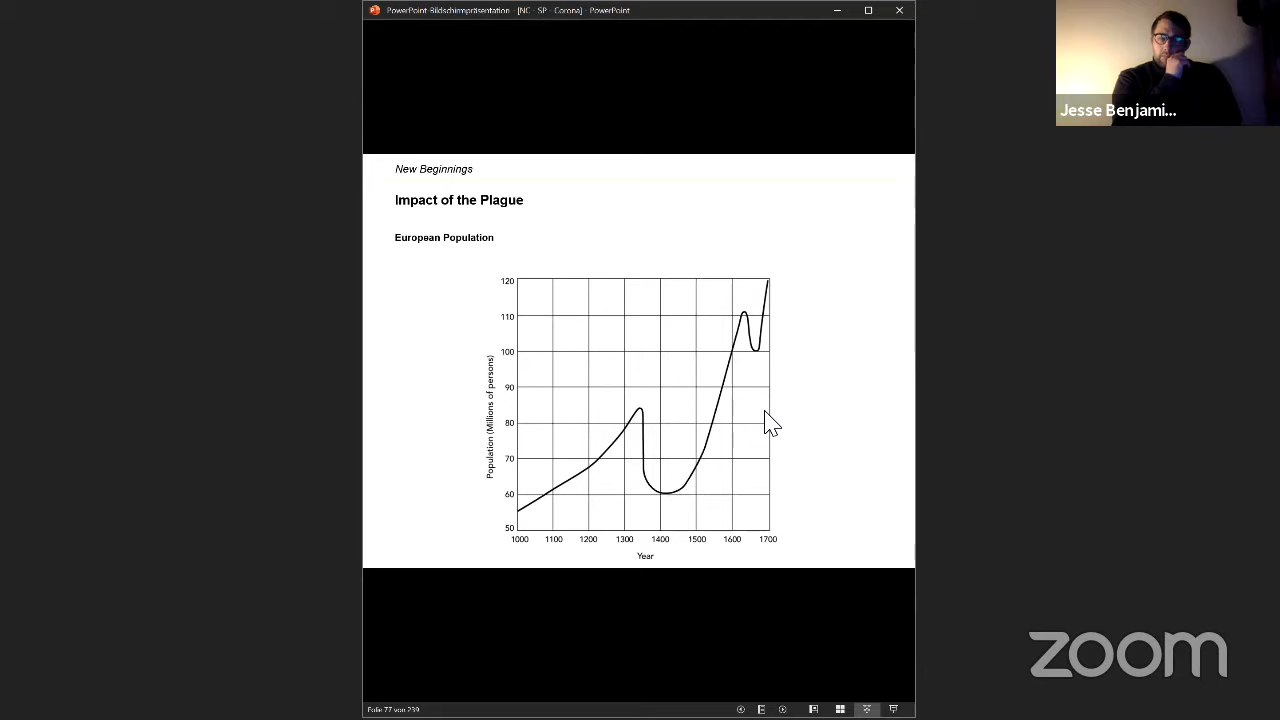 PowerPoint-Bildschirmpräsentation - [NC - SP - Corona] - PowerPoint
Jesse Benjami...
New Beginnings
Impact of the Plague
European Population
120
110
100
90
80
70
60
50
Population (Millions of persons)
1000 1100 1200 1300 1400 1500 1600 1700
Year
zoom
Folie 77 von 239